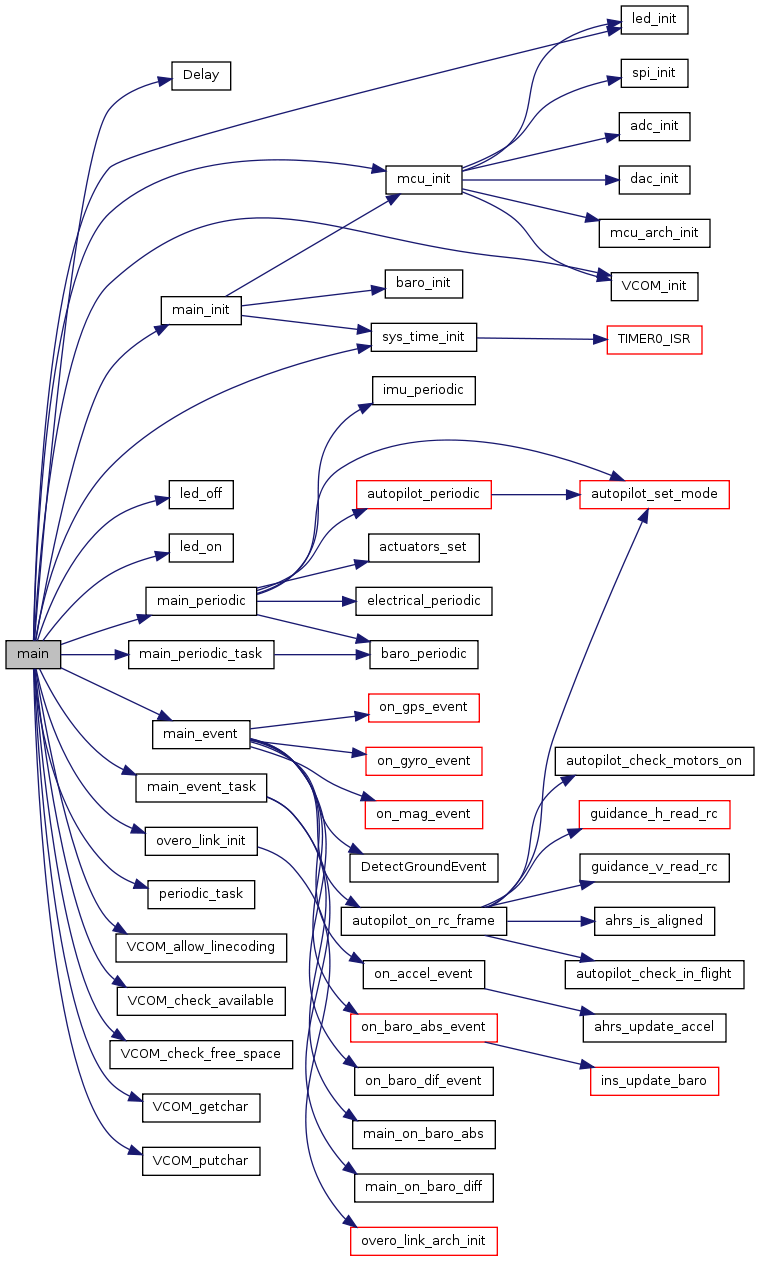 led_init
Delay
spi_init
adc_init
mcu_init
dac_init
mcu_arch_init
baro_init
VCOM_init
main_init
sys_time_init
TIMER0_ISR
imu_periodic
led_off
autopilot_periodic
autopilot_set_mode
led_on
actuators_set
main_periodic
electrical_periodic
main
main_periodic_task
baro_periodic
on_gps_event
main_event
on_gyro_event
autopilot_check_motors_on
main_event_task
on_mag_event
guidance_h_read_rc
overo_link_init
DetectGroundEvent
guidance_v_read_rc
periodic_task
autopilot_on_rc_frame
ahrs_is_aligned
VCOM_allow_linecoding
on_accel_event
autopilot_check_in_flight
VCOM_check_available
on_baro_abs_event
ahrs_update_accel
VCOM_check_free_space
on_baro_dif_event
ins_update_baro
VCOM_getchar
main_on_baro_abs
VCOM_putchar
main_on_baro_diff
overo_link_arch_init